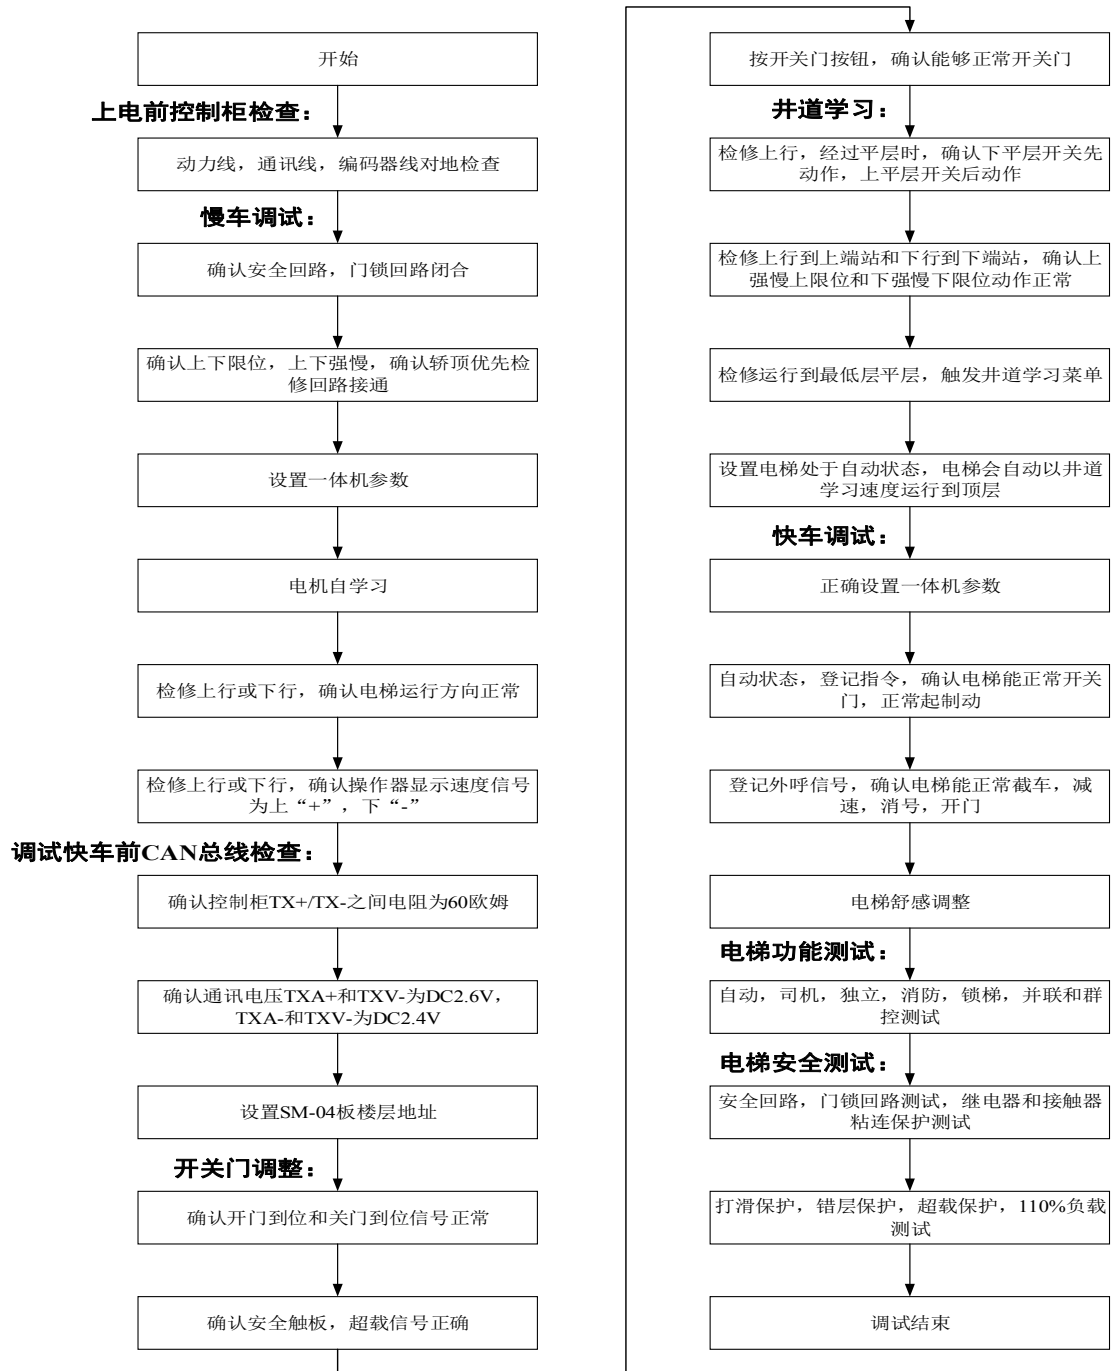 开始
上电前控制柜检查：
动力线，通讯线，编码器线对地检查
慢车调试：
确认安全回路，门锁回路闭合
确认上下限位，上下强慢，确认轿顶优先检
修回路接通
设置一体机参数
电机自学习
检修上行或下行，确认电梯运行方向正常
检修上行或下行，确认操作器显示速度信号
为上“+”，下“-”
调试快车前CAN总线检查：
确认控制柜TX+/TX-之间电阻为60欧姆
确认通讯电压TXA+和TXV-为DC2.6V，
TXA-和TXV-为DC2.4V
设置SM-04板楼层地址
开关门调整：
确认开门到位和关门到位信号正常
确认安全触板，超载信号正确
按开关门按钮，确认能够正常开关门
井道学习：
检修上行，经过平层时，确认下平层开关先
动作，上平层开关后动作
检修上行到上端站和下行到下端站，确认上
强慢上限位和下强慢下限位动作正常
检修运行到最低层平层，触发井道学习菜单
设置电梯处于自动状态，电梯会自动以井道
学习速度运行到顶层
快车调试：
正确设置一体机参数
自动状态，登记指令，确认电梯能正常开关
门，正常起制动
登记外呼信号，确认电梯能正常截车，减
速，消号，开门
电梯舒感调整
电梯功能测试：
自动，司机，独立，消防，锁梯，并联和群
控测试
电梯安全测试：
安全回路，门锁回路测试，继电器和接触器
粘连保护测试
打滑保护，错层保护，超载保护，110%负载
测试
调试结束